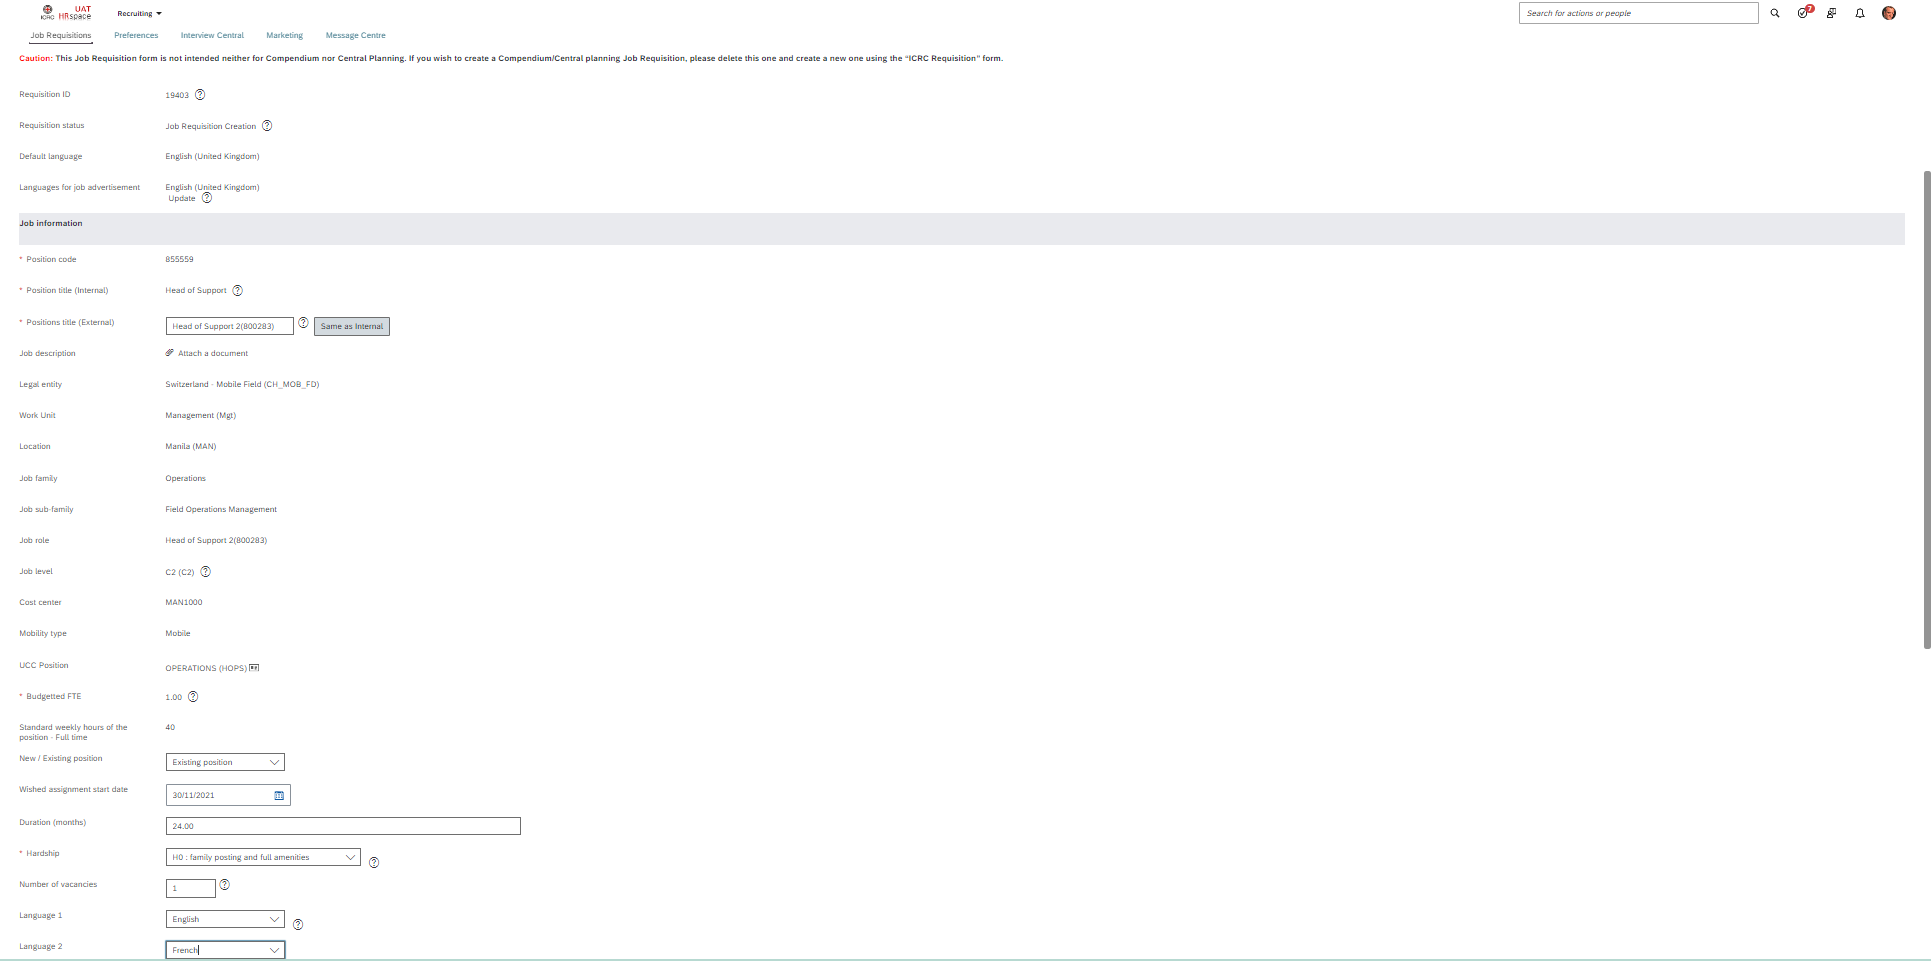 ICRC UAT HRspace
Recruiting
Search for actions or people
7
Job Requisitions Preferences Interview Central Marketing Message Centre
Caution: This Job Requisition form is not intended neither for Compendium nor Central Planning. If you wish to create a Compendium/Central planning Job Requisition, please delete this one and create a new one using the "ICRC Requisition" form.
Requisition ID 19403 ?
Requisition status Job Requisition Creation ?
Default language English (United Kingdom)
Languages for job advertisement English (United Kingdom)
Update ?
Job information
* Position code 855559
* Position title (Internal) Head of Support ?
* Positions title (External) Head of Support 2(800283) ? Same as Internal
Job description Attach a document
Legal entity Switzerland - Mobile Field (CH_MOB_FD)
Work Unit Management (Mgt)
Location Manila (MAN)
Job family Operations
Job sub-family Field Operations Management
Job role Head of Support 2(800283)
Job level C2 (C2) ?
Cost center MAN1000
Mobility type Mobile
UCC Position OPERATIONS (HOPS)
* Budgetted FTE 1.00 ?
Standard weekly hours of the 40
position - Full time
New / Existing position Existing position
Wished assignment start date 30/11/2021
Duration (months) 24.00
* Hardship H0 : family posting and full amenities ?
Number of vacancies 1 ?
Language 1 English ?
Language 2 French